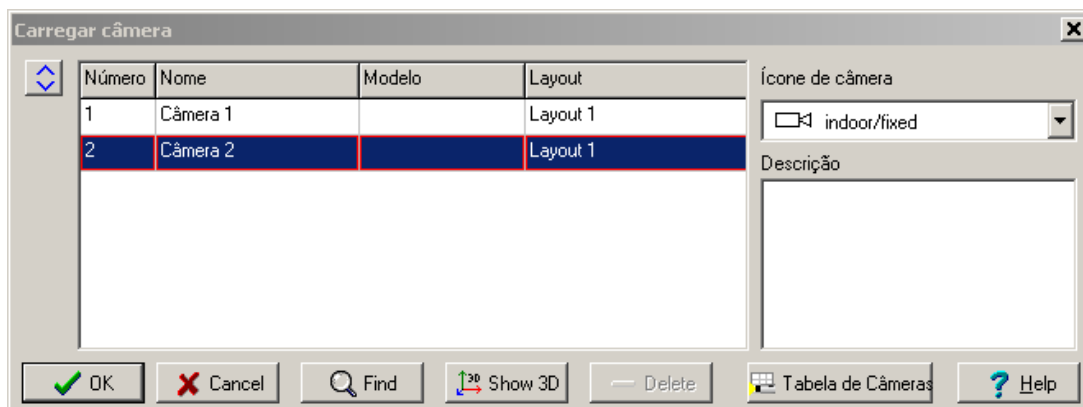 Carregar câmera
Número Nome Modelo Layout
1 Câmera 1 Layout 1
2 Câmera 2 Layout 1
Ícone de câmera
indoor/fixed
Descrição
OK Cancel Find 3D Show 3D Delete Tabela de Câmeras ? Help